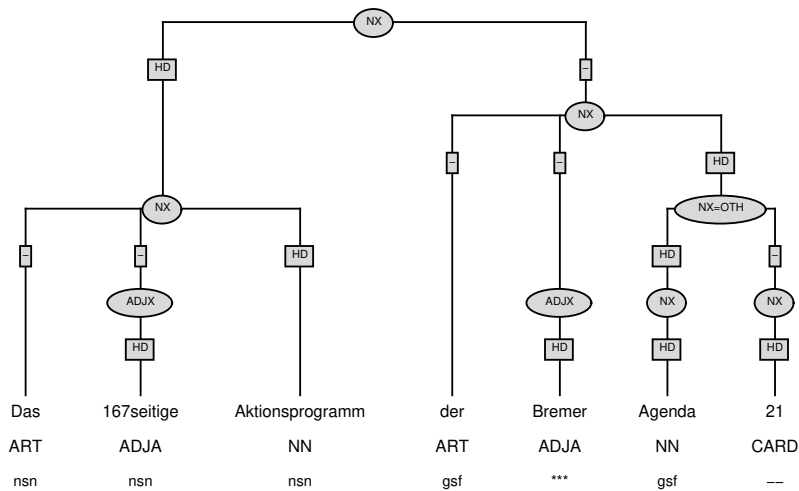 NX
HD –
NX
– – HD
NX NX=OTH
– – HD HD –
ADJX ADJX NX NX
HD HD HD HD
Das 167seitige Aktionsprogramm der Bremer Agenda 21
ART ADJA NN ART ADJA NN CARD
nsn nsn nsn gsf *** gsf ––